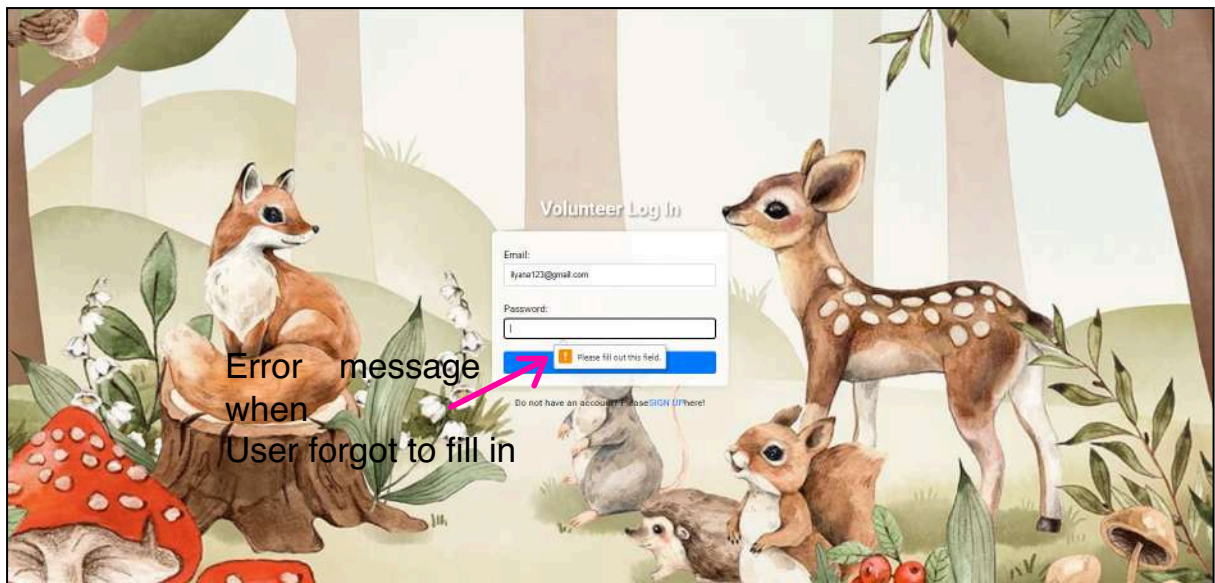 Volunteer Log In
Email:
ilyana123@gmail.com
Password:
Please fill out this field.
Do not have an account? Please SIGN UP here!
Error message
when
User forgot to fill in